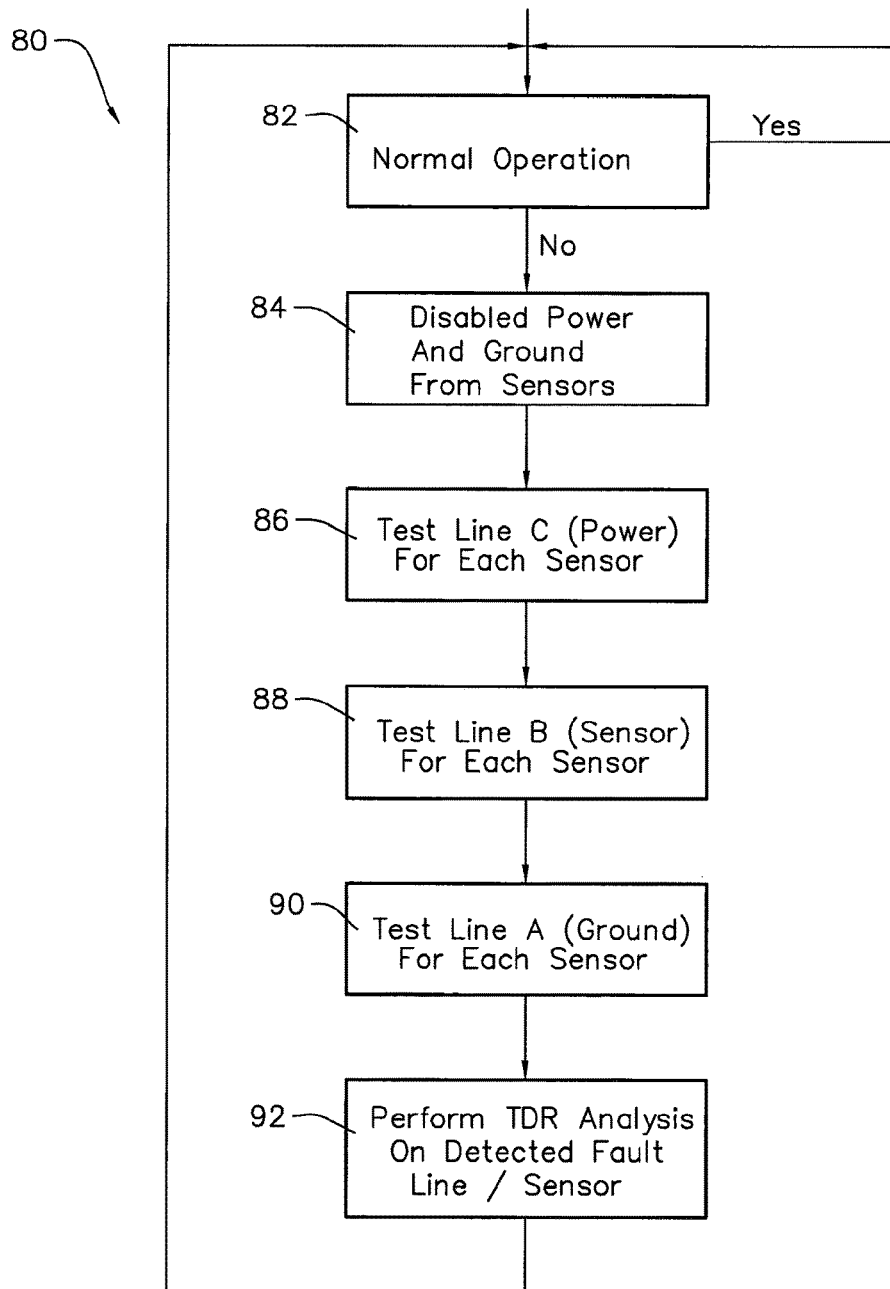 80
82
Normal Operation
Yes
No
84
Disabled Power
And Ground
From Sensors
86
Test Line C (Power)
For Each Sensor
88
Test Line B (Sensor)
For Each Sensor
90
Test Line A (Ground)
For Each Sensor
92
Perform TDR Analysis
On Detected Fault
Line / Sensor